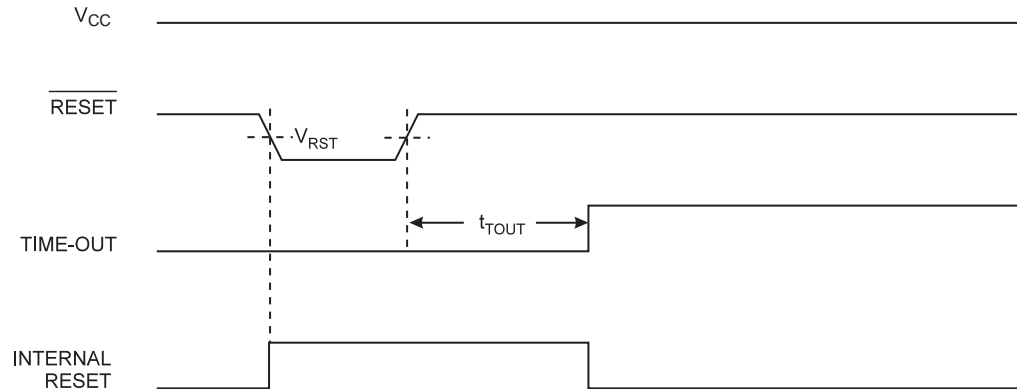 VCC
RESET
VRST
tTOUT
TIME-OUT
INTERNAL
RESET